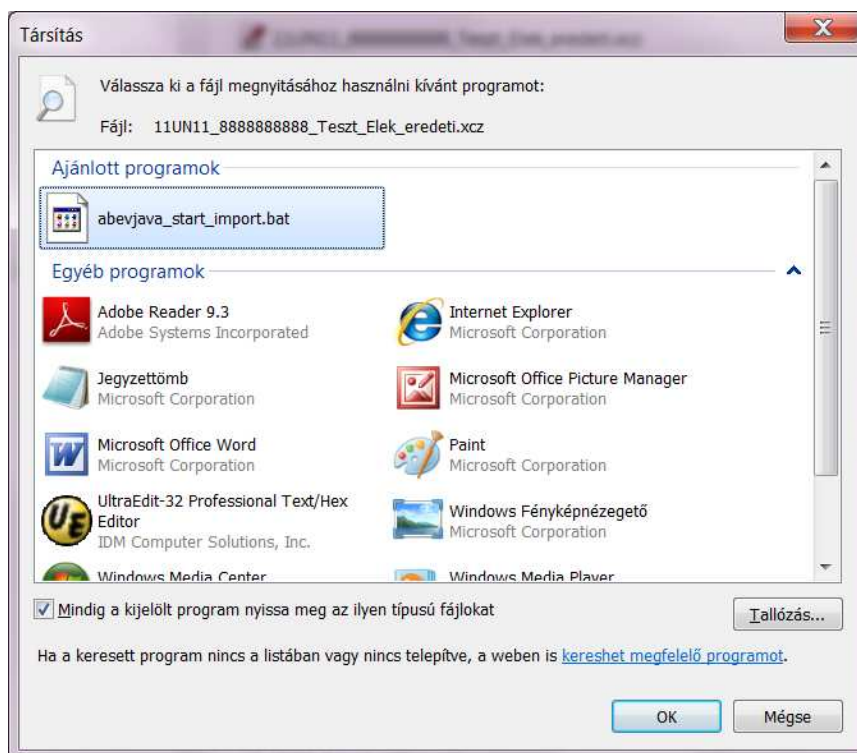 Társítás
Válassza ki a fájl megnyitásához használni kívánt programot:
Fájl: 11UN11_8888888888_Teszt_Elek_eredeti.xcz
Ajánlott programok
abevjava_start_import.bat
Egyéb programok
Adobe Reader 9.3
Adobe Systems Incorporated
Internet Explorer
Microsoft Corporation
Jegyzettömb
Microsoft Corporation
Microsoft Office Picture Manager
Microsoft Corporation
Microsoft Office Word
Microsoft Corporation
Paint
Microsoft Corporation
UltraEdit-32 Professional Text/Hex
Editor
IDM Computer Solutions, Inc.
Windows Fényképnézegető
Microsoft Corporation
Windows Media Center
Windows Media Player
Mindig a kijelölt program nyissa meg az ilyen típusú fájlokat
Tallózás...
Ha a keresett program nincs a listában vagy nincs telepítve, a weben is kereshet megfelelő programot.
OK
Mégse